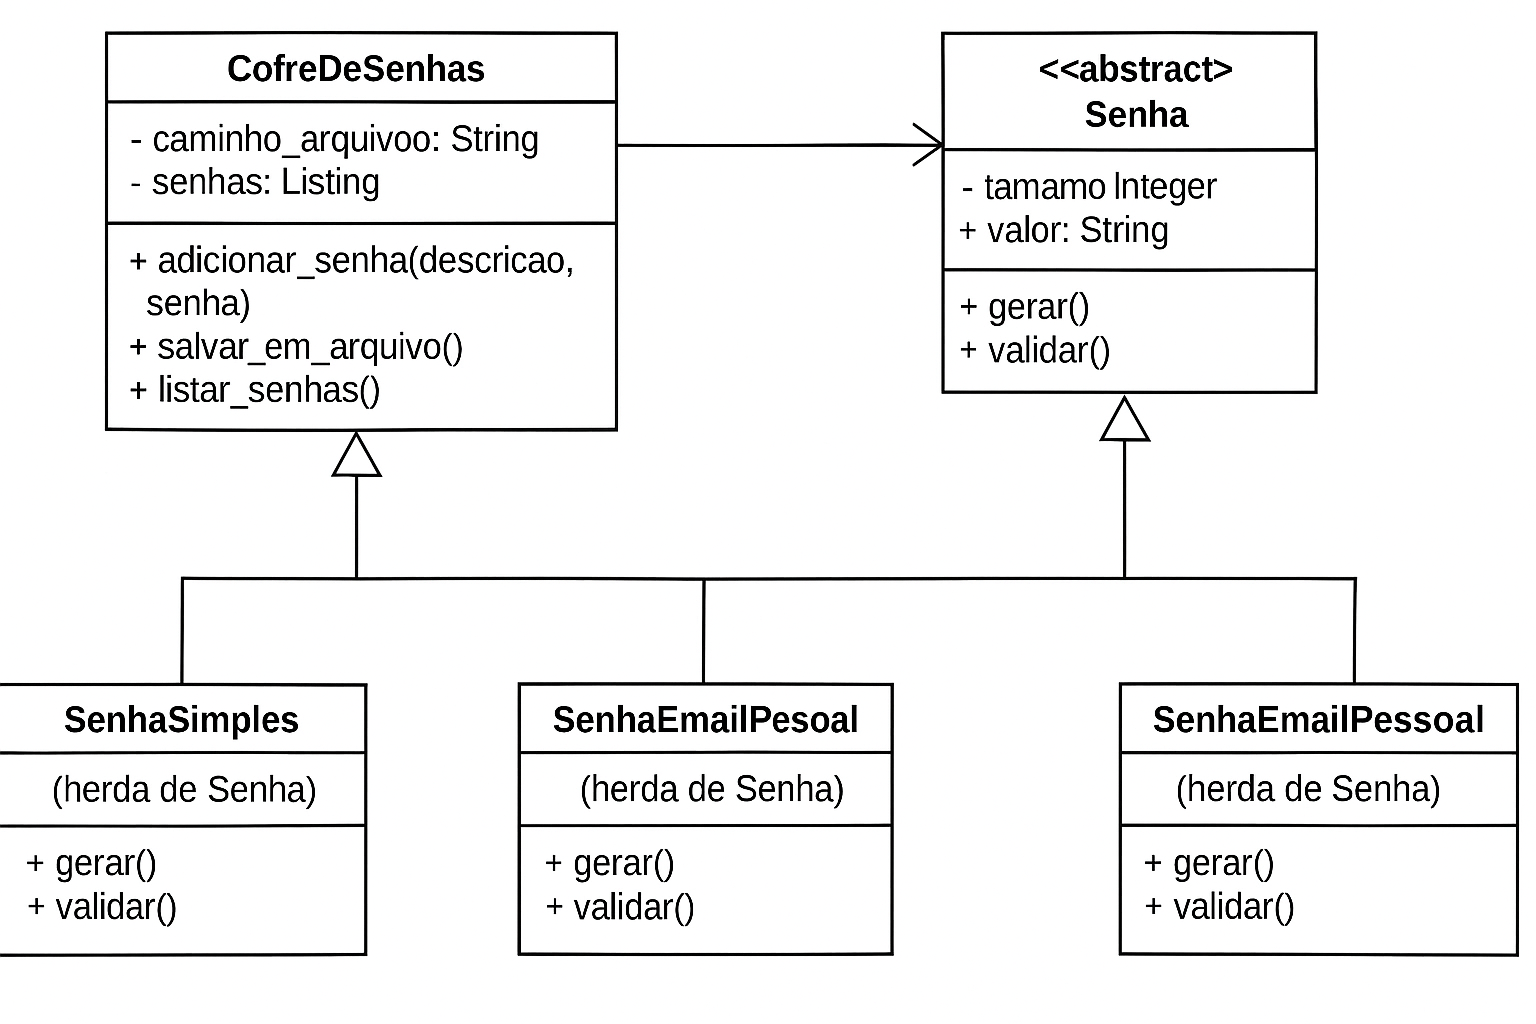 CofreDeSenhas
- caminho_arquivoo: String
- senhas: Listing
+ adicionar_senha(descricao,
senha)
+ salvar_em_arquivo()
+ listar_senhas()
<<abstract>
Senha
- tamamo Integer
+ valor: String
+ gerar()
+ validar()
SenhaSimples
(herda de Senha)
+ gerar()
+ validar()
SenhaEmailPesoal
(herda de Senha)
+ gerar()
+ validar()
SenhaEmailPessoal
(herda de Senha)
+ gerar()
+ validar()